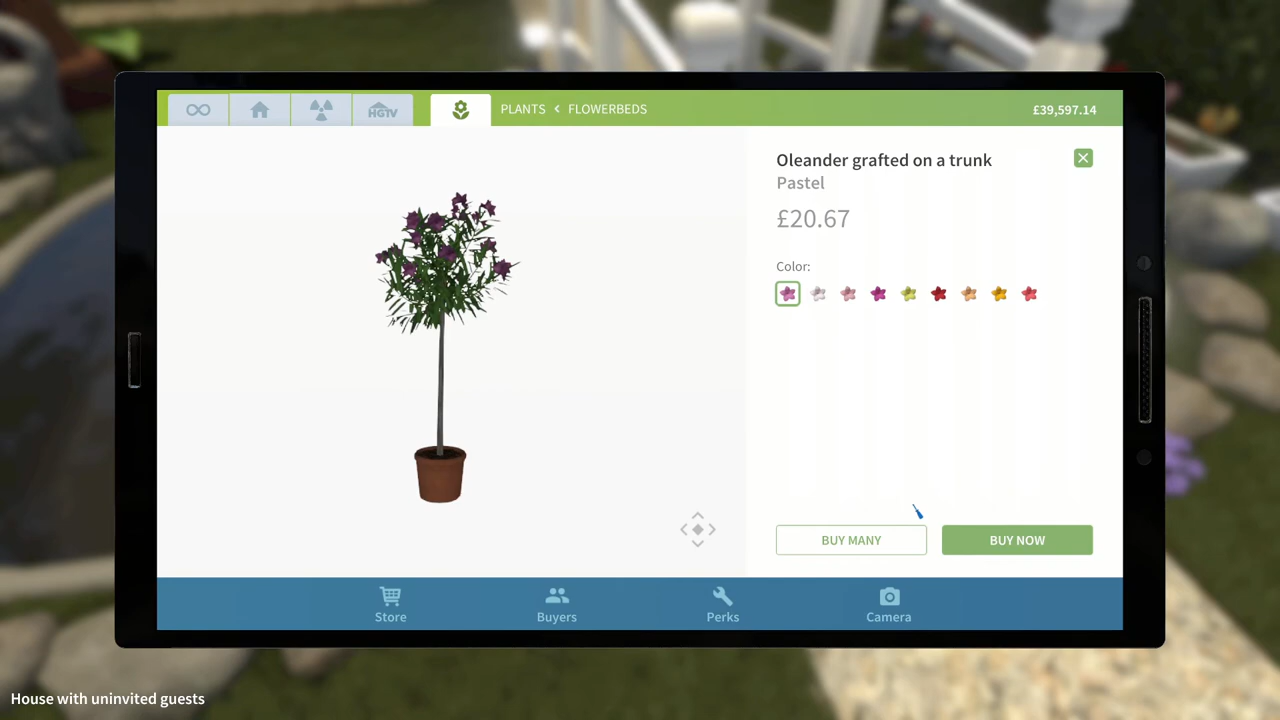 HGTV
PLANTS < FLOWERBEDS
£39,597.14
Oleander grafted on a trunk
Pastel
£20.67
Color:
BUY MANY
BUY NOW
Store
Buyers
Perks
Camera
House with uninvited guests